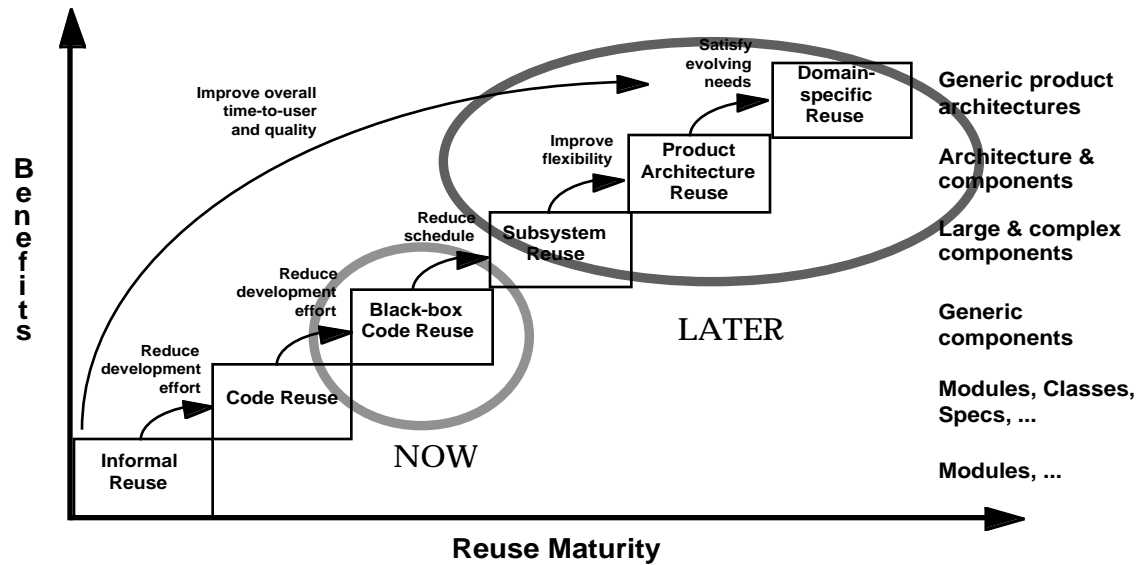 Satisfy
evolving
needs
Domain-
specific
Reuse
Generic product
architectures
Improve overall
time-to-user
and quality
Improve
flexibility
Product
Architecture
Reuse
Architecture &
components
Benefits
Reduce
schedule
Subsystem
Reuse
Large & complex
components
Reduce
development
effort
Black-box
Code Reuse
LATER
Generic
components
Reduce
development
effort
Code Reuse
Modules, Classes,
Specs, ...
NOW
Informal
Reuse
Modules, ...
Reuse Maturity